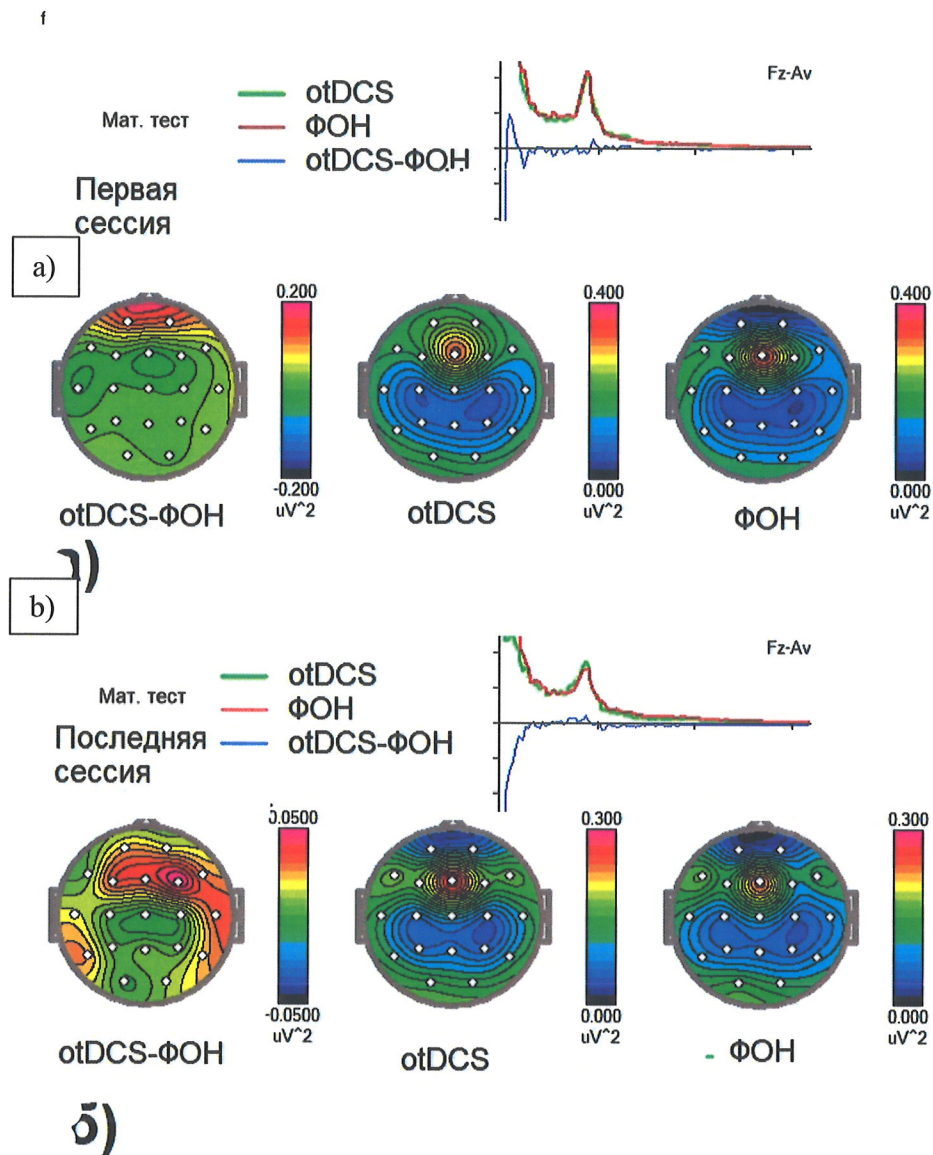 f
otDCS
Fz-Av
Мат. тест
ФОН
otDCS-ФОН
Первая
сессия
a)
0.200
0.400
0.400
-0.200
0.000
0.000
uV^2
uV^2
uV^2
otDCS-ФОН
otDCS
ФОН
b)
otDCS
Fz-Av
Мат. тест
ФОН
otDCS-ФОН
Последняя
сессия
0.300
0.300
-0.0500
0.000
0.000
uV^2
uV^2
uV^2
otDCS-ФОН
otDCS
ФОН
б)